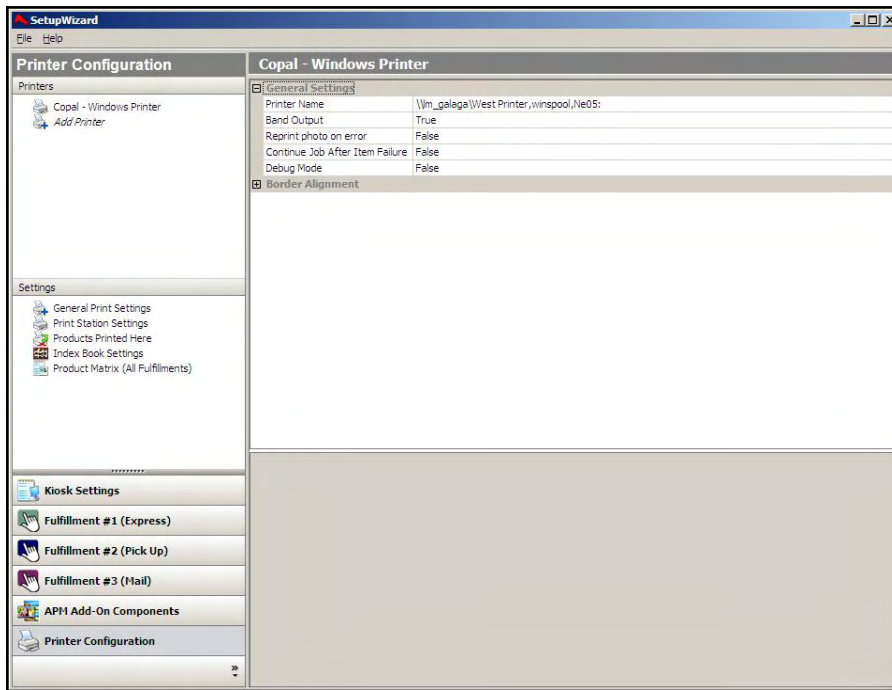 SetupWizard
File Help
Printer Configuration
Printers
Copal - Windows Printer
Add Printer
Settings
General Print Settings
Print Station Settings
Products Printed Here
Index Book Settings
Product Matrix (All Fulfillments)
Kiosk Settings
Fulfillment #1 (Express)
Fulfillment #2 (Pick Up)
Fulfillment #3 (Mail)
APM Add-On Components
Printer Configuration
Copal - Windows Printer
General Settings
Printer Name \\lm_galaga\West Printer,winspool,Ne05:
Band Output True
Reprint photo on error False
Continue Job After Item Failure False
Debug Mode False
Border Alignment